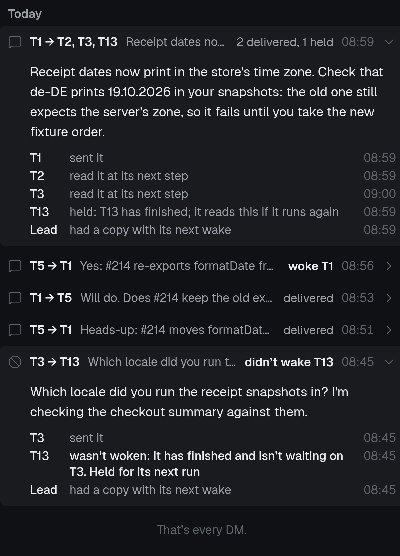 Today
T1 → T2, T3, T13 Receipt dates no... 2 delivered, 1 held 08:59
Receipt dates now print in the store's time zone. Check that
de-DE prints 19.10.2026 in your snapshots: the old one still
expects the server's zone, so it fails until you take the new
fixture order.
T1 sent it 08:59
T2 read it at its next step 08:59
T3 read it at its next step 09:00
T13 held: T13 has finished; it reads this if it runs again 08:59
Lead had a copy with its next wake 08:59
T5 → T1 Yes: #214 re-exports formatDate fr... woke T1 08:56
T1 → T5 Will do. Does #214 keep the old ex... delivered 08:53
T5 → T1 Heads-up: #214 moves formatDat... delivered 08:51
T3 → T13 Which locale did you run t... didn't wake T13 08:45
Which locale did you run the receipt snapshots in? I'm
checking the checkout summary against them.
T3 sent it 08:45
T13 wasn't woken: it has finished and isn't waiting on 08:45
T3. Held for its next run
Lead had a copy with its next wake 08:45
That's every DM.